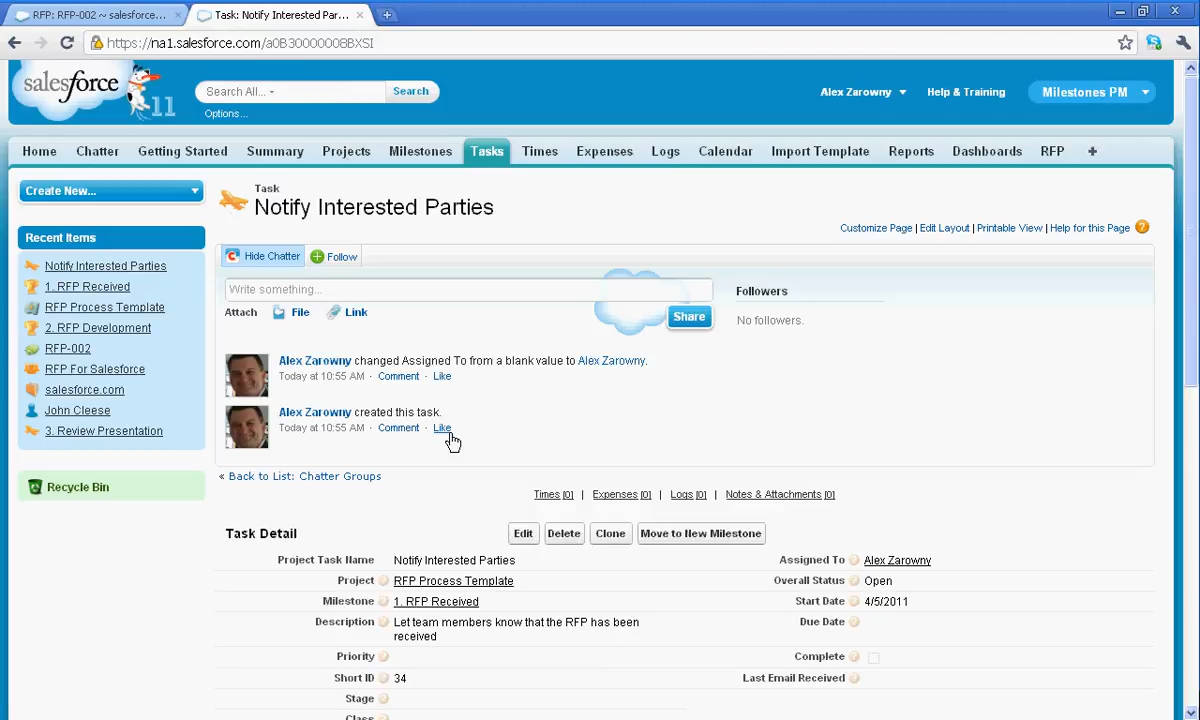 RFP: RFP-002 ~ salesforce...
Task: Notify Interested Par...
https://na1.salesforce.com/a0B30000008BXSI
salesforce
11
Search All...
Search
Options...
Alex Zarowny
Help & Training
Milestones PM
Home
Chatter
Getting Started
Summary
Projects
Milestones
Tasks
Times
Expenses
Logs
Calendar
Import Template
Reports
Dashboards
RFP
+
Create New...
Recent Items
Notify Interested Parties
1. RFP Received
RFP Process Template
2. RFP Development
RFP-002
RFP For Salesforce
salesforce.com
John Cleese
3. Review Presentation
Recycle Bin
Task
Notify Interested Parties
Customize Page | Edit Layout | Printable View | Help for this Page ?
Hide Chatter
Follow
Write something...
Attach File Link
Share
Followers
No followers.
Alex Zarowny changed Assigned To from a blank value to Alex Zarowny.
Today at 10:55 AM · Comment · Like
Alex Zarowny created this task.
Today at 10:55 AM · Comment · Like
« Back to List: Chatter Groups
Times [0] | Expenses [0] | Logs [0] | Notes & Attachments [0]
Task Detail
Edit
Delete
Clone
Move to New Milestone
Project Task Name Notify Interested Parties
Project RFP Process Template
Milestone 1. RFP Received
Description Let team members know that the RFP has been
received
Priority
Short ID 34
Stage
Class
Assigned To Alex Zarowny
Overall Status Open
Start Date 4/5/2011
Due Date
Complete
Last Email Received